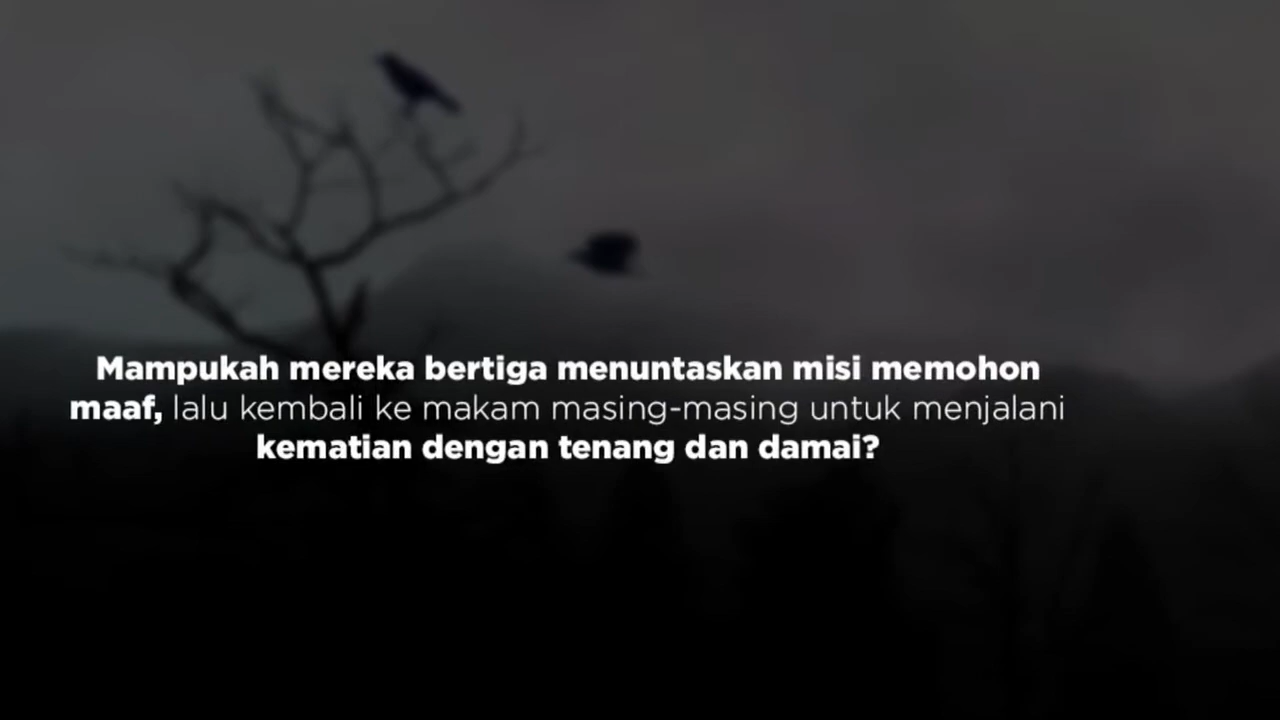 Mampukah mereka bertiga menuntaskan misi memohon
maaf, lalu kembali ke makam masing-masing untuk menjalani
kematian dengan tenang dan damai?